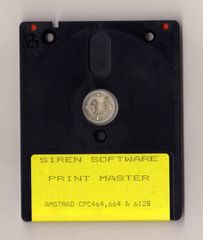 SIREN SOFTWARE
PRINT MASTER
AMSTRAD CPC464,664 & 6128